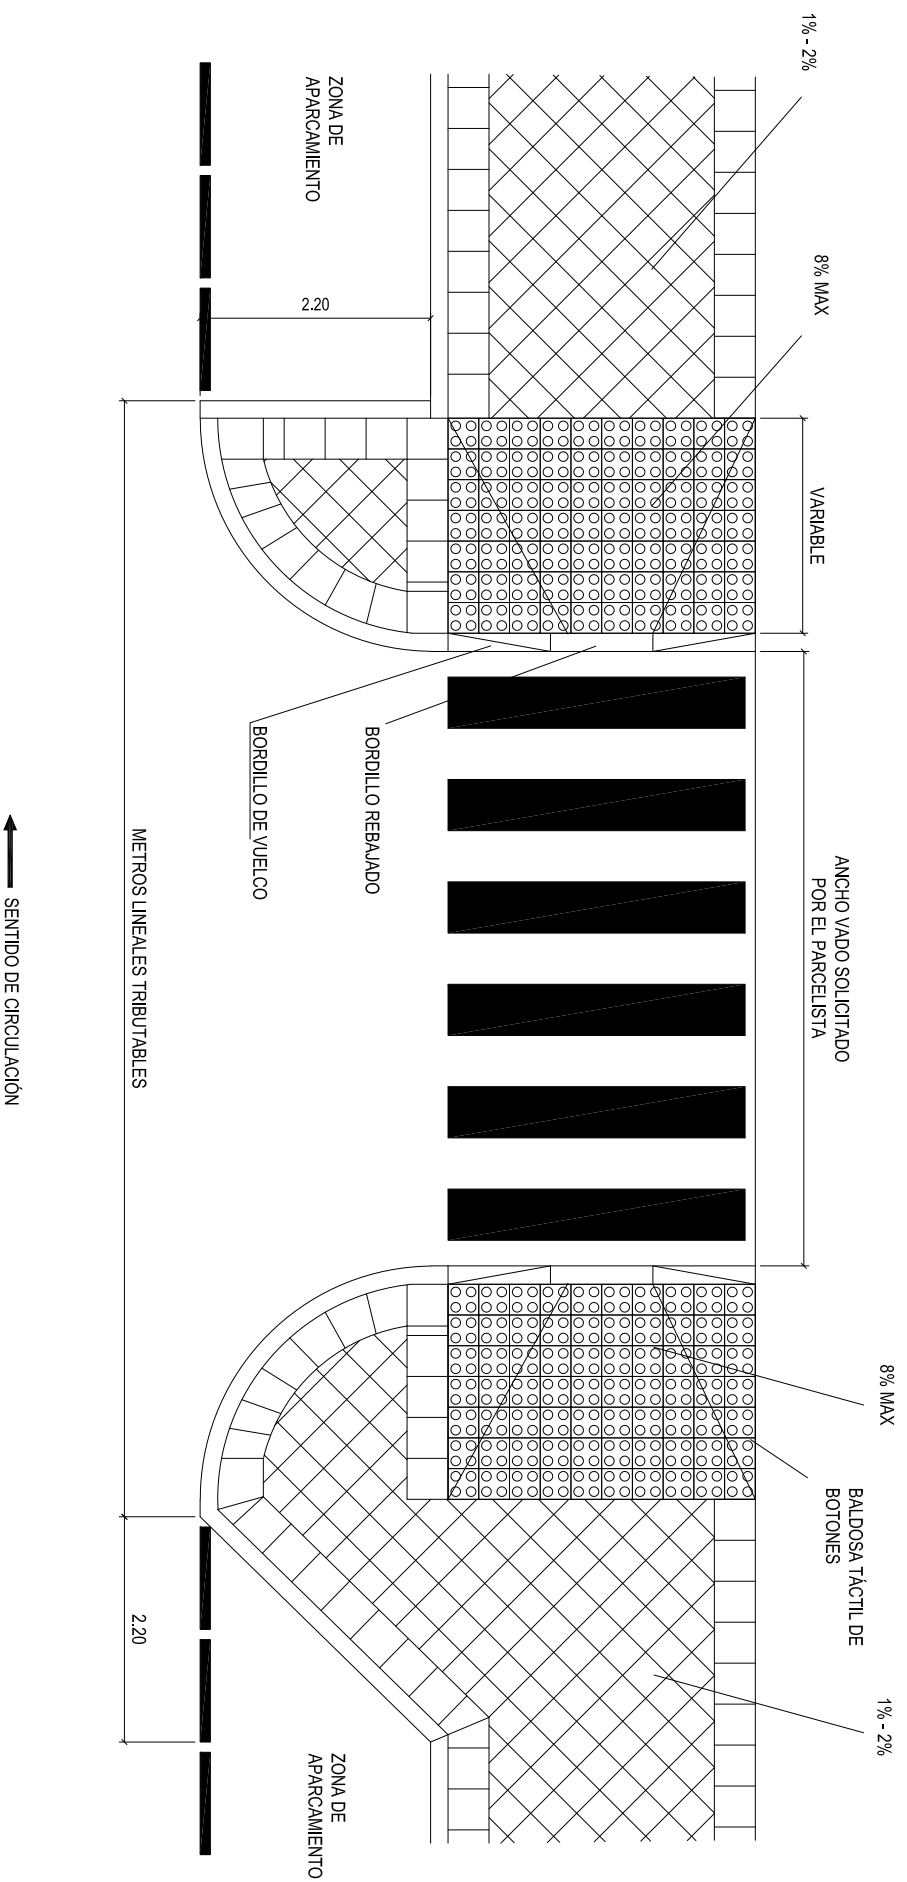 1% - 2%
8% MAX
VARIABLE
ANCHO VADO SOLICITADO
POR EL PARCELISTA
8% MAX
BALDOSA TÁCTIL DE
BOTONES
1% - 2%
ZONA DE
APARCAMIENTO
2.20
BORDILLO REBAJADO
BORDILLO DE VUELCO
METROS LINEALES TRIBUTABLES
2.20
ZONA DE
APARCAMIENTO
SENTIDO DE CIRCULACIÓN